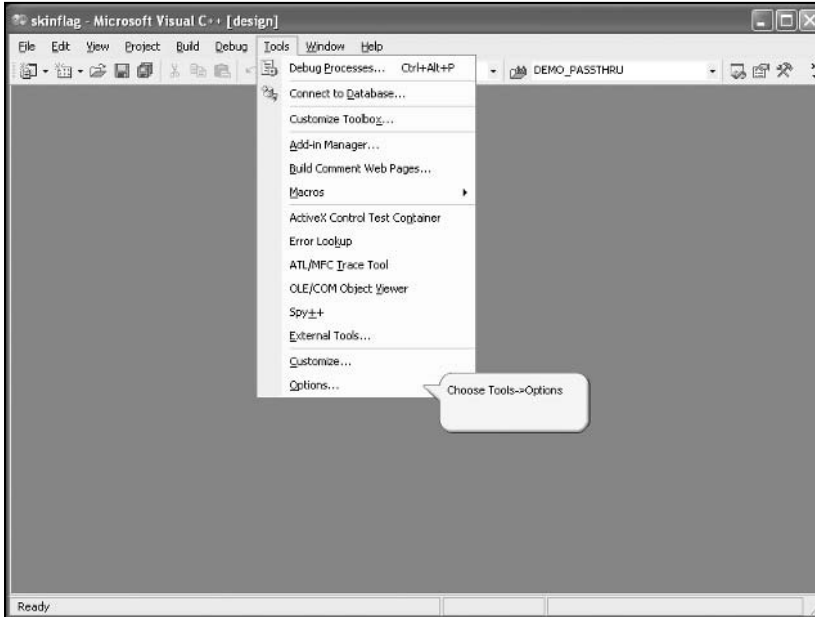 skinflag - Microsoft Visual C++ [design]
File Edit View Project Build Debug Tools Window Help
DEMO_PASSTHRU
Debug Processes... Ctrl+Alt+P
Connect to Database...
Customize Toolbox...
Add-in Manager...
Build Comment Web Pages...
Macros
ActiveX Control Test Container
Error Lookup
ATL/MFC Trace Tool
OLE/COM Object Viewer
Spy++
External Tools...
Customize...
Options...
Choose Tools->Options
Ready